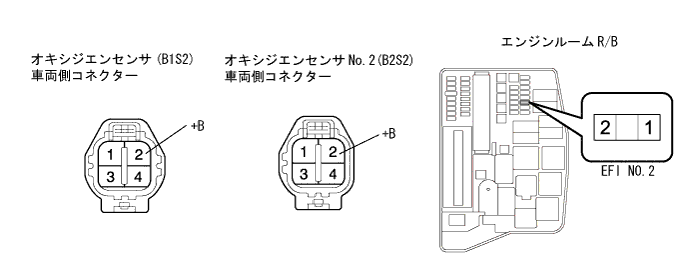 オキシジエンセンサ (B1S2)
車両側コネクター
+B
1 2
3 4
オキシジエンセンサ No.2(B2S2)
車両側コネクター
+B
1 2
3 4
エンジンルーム R/B
2 1
EFI NO.2